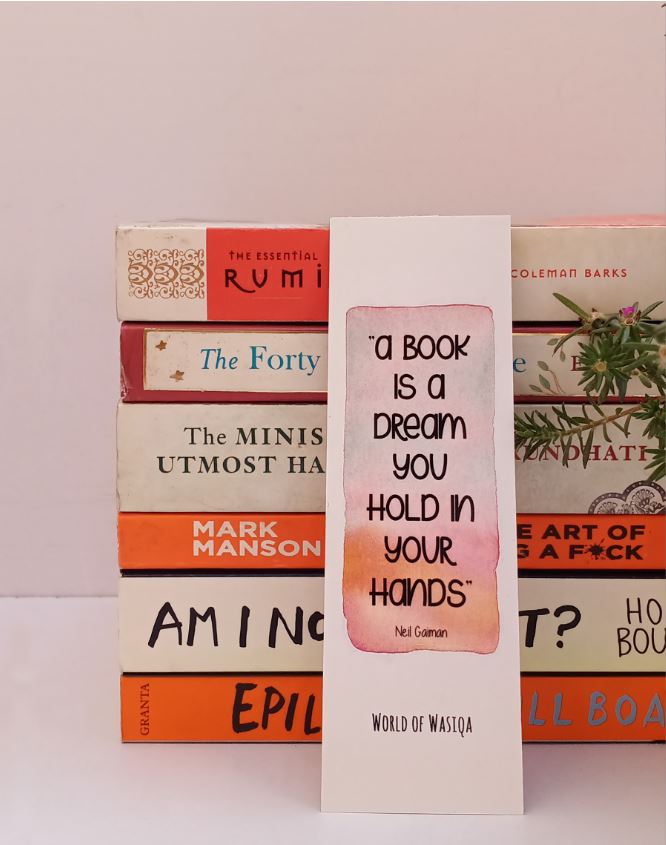 THE ESSENTIAL
RUMI
COLEMAN BARKS
The Forty
e
E
The MINIS
UTMOST HA
UNDHATI
MARK
MANSON
E ART OF
G A F*CK
AM I NO
T?
HO
BOU
GRANTA
EPIL
LL BOA
"a BOOK
IS a
DREam
YOU
HOLD IN
YOUR
HaNDS"
Neil Gaiman
WORLD OF WASIQA